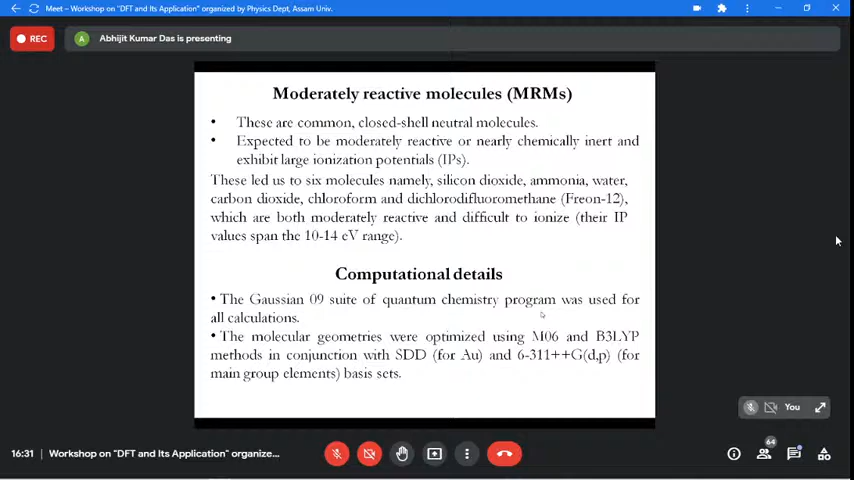 Meet – Workshop on "DFT and Its Application" organized by Physics Dept, Assam Univ.
REC
A
Abhijit Kumar Das is presenting
Moderately reactive molecules (MRMs)
• These are common, closed-shell neutral molecules.
• Expected to be moderately reactive or nearly chemically inert and
exhibit large ionization potentials (IPs).
These led us to six molecules namely, silicon dioxide, ammonia, water,
carbon dioxide, chloroform and dichlorodifluoromethane (Freon-12),
which are both moderately reactive and difficult to ionize (their IP
values span the 10-14 eV range).
Computational details
• The Gaussian 09 suite of quantum chemistry program was used for
all calculations.
• The molecular geometries were optimized using M06 and B3LYP
methods in conjunction with SDD (for Au) and 6-311++G(d,p) (for
main group elements) basis sets.
You
16:31 | Workshop on "DFT and Its Application" organize...
64